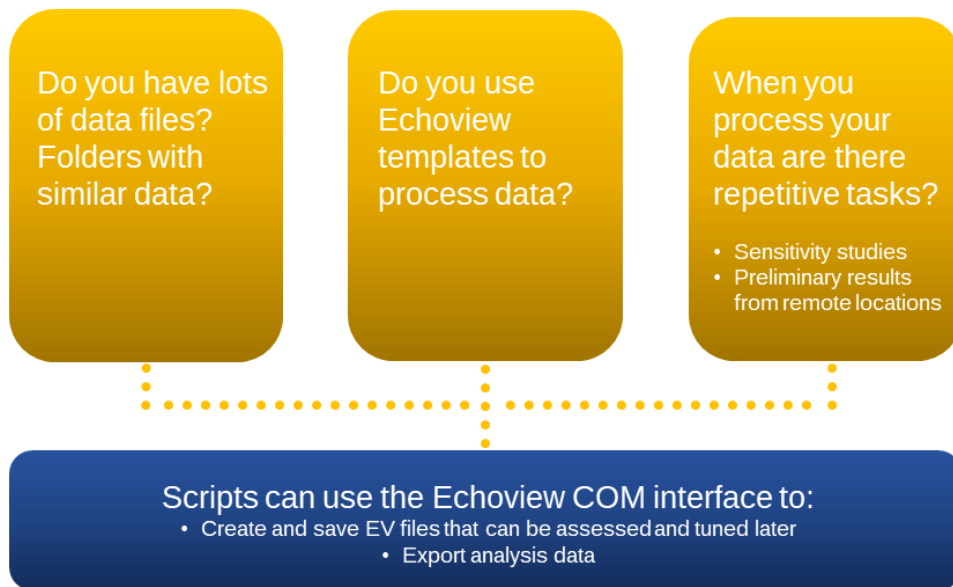 Do you have lots
of data files?
Folders with
similar data?
Do you use
Echoview
templates to
process data?
When you
process your
data are there
repetitive tasks?
• Sensitivity studies
• Preliminary results
from remote locations
Scripts can use the Echoview COM interface to:
• Create and save EV files that can be assessed and tuned later
• Export analysis data